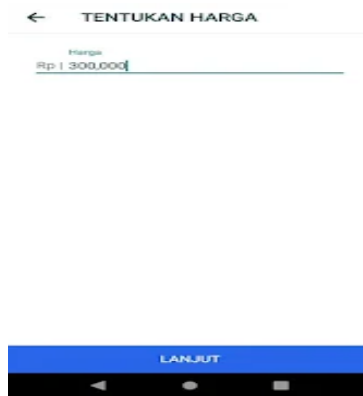 TENTUKAN HARGA
Harga
Rp | 300,000
LANJUT